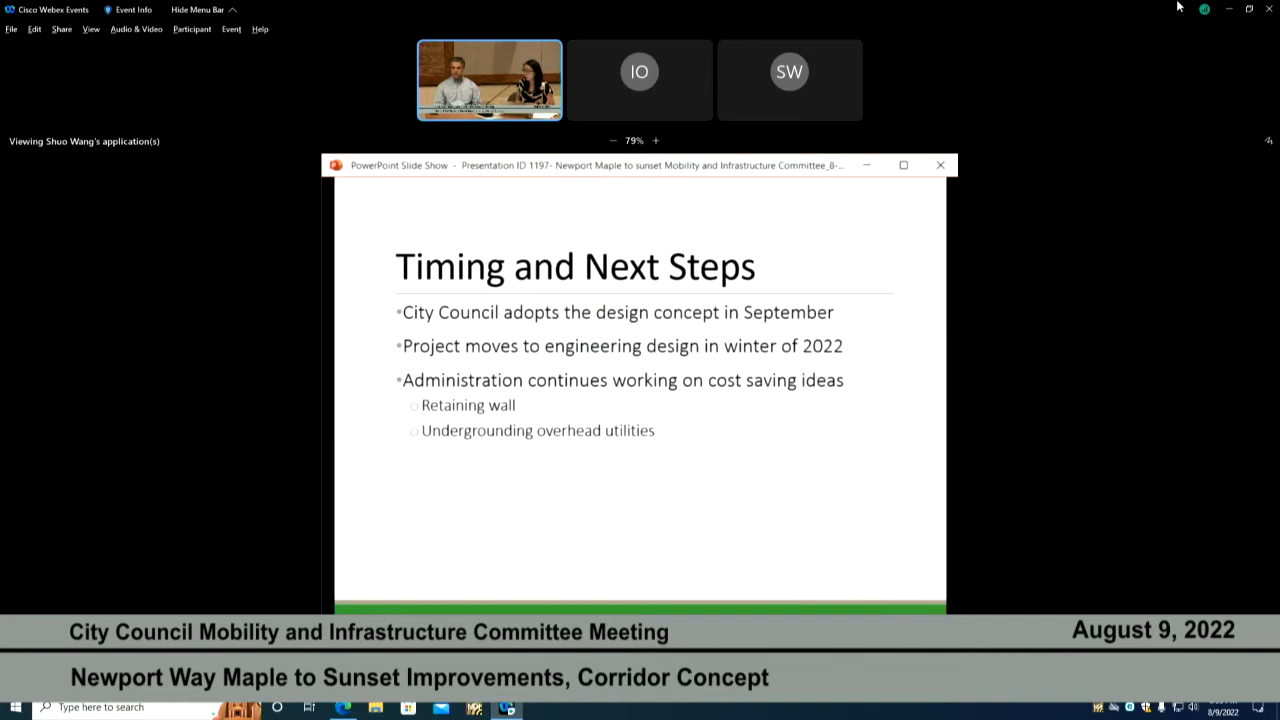 Cisco Webex Events
Event Info
Hide Menu Bar
File Edit Share View Audio & Video Participant Event Help
IO
SW
Viewing Shuo Wang's application(s)
79%
PowerPoint Slide Show - Presentation ID 1197- Newport Maple to sunset Mobility and Infrastructure Committee_8-...
Timing and Next Steps
•City Council adopts the design concept in September
•Project moves to engineering design in winter of 2022
•Administration continues working on cost saving ideas
○ Retaining wall
○ Undergrounding overhead utilities
City Council Mobility and Infrastructure Committee Meeting
August 9, 2022
Newport Way Maple to Sunset Improvements, Corridor Concept
Type here to search
8/9/2022